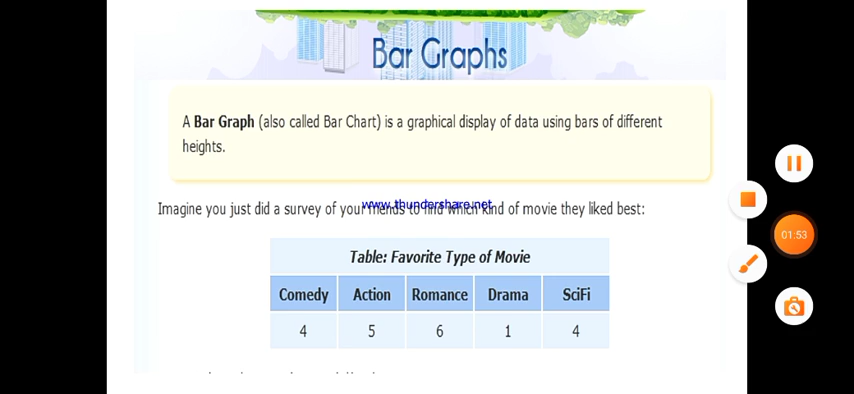 Bar Graphs
A Bar Graph (also called Bar Chart) is a graphical display of data using bars of different
heights.
www.thundershare.net
Imagine you just did a survey of your friends to find which kind of movie they liked best:
Table: Favorite Type of Movie
Comedy Action Romance Drama SciFi
4 5 6 1 4
01:53